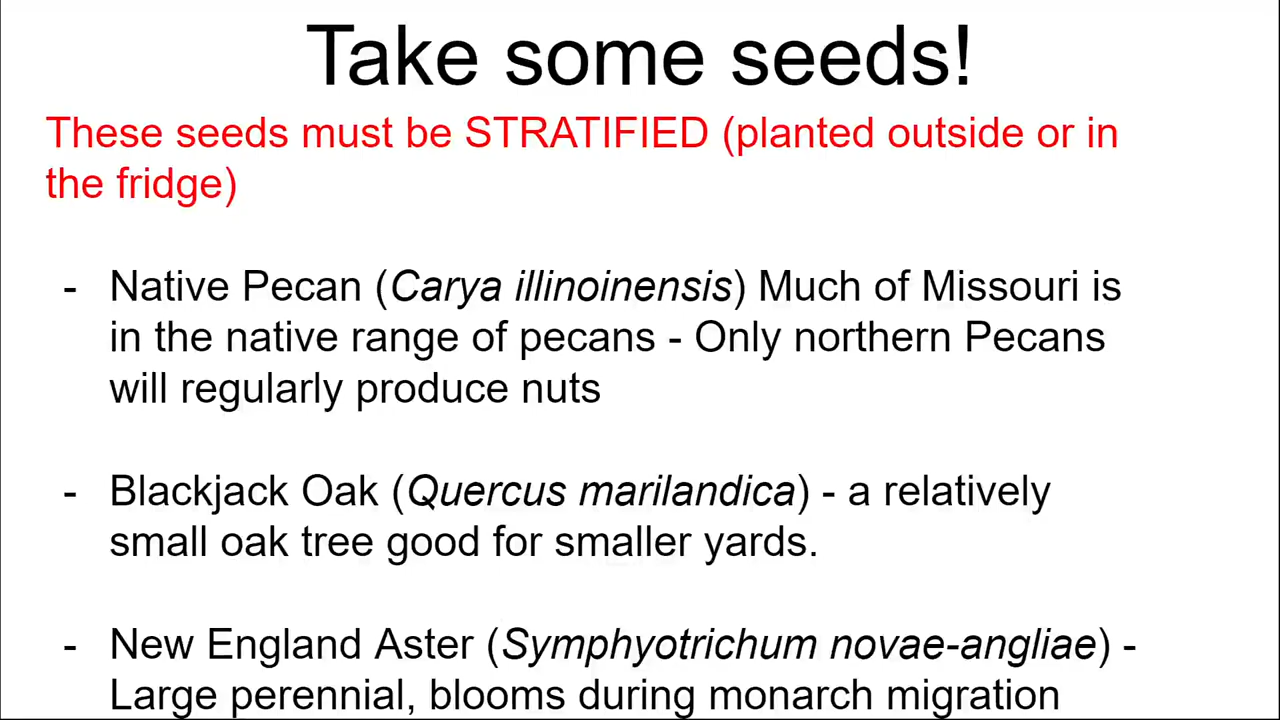 Take some seeds!
These seeds must be STRATIFIED (planted outside or in
the fridge)
- Native Pecan (Carya illinoinensis) Much of Missouri is
in the native range of pecans - Only northern Pecans
will regularly produce nuts
- Blackjack Oak (Quercus marilandica) - a relatively
small oak tree good for smaller yards.
- New England Aster (Symphyotrichum novae-angliae) -
Large perennial, blooms during monarch migration